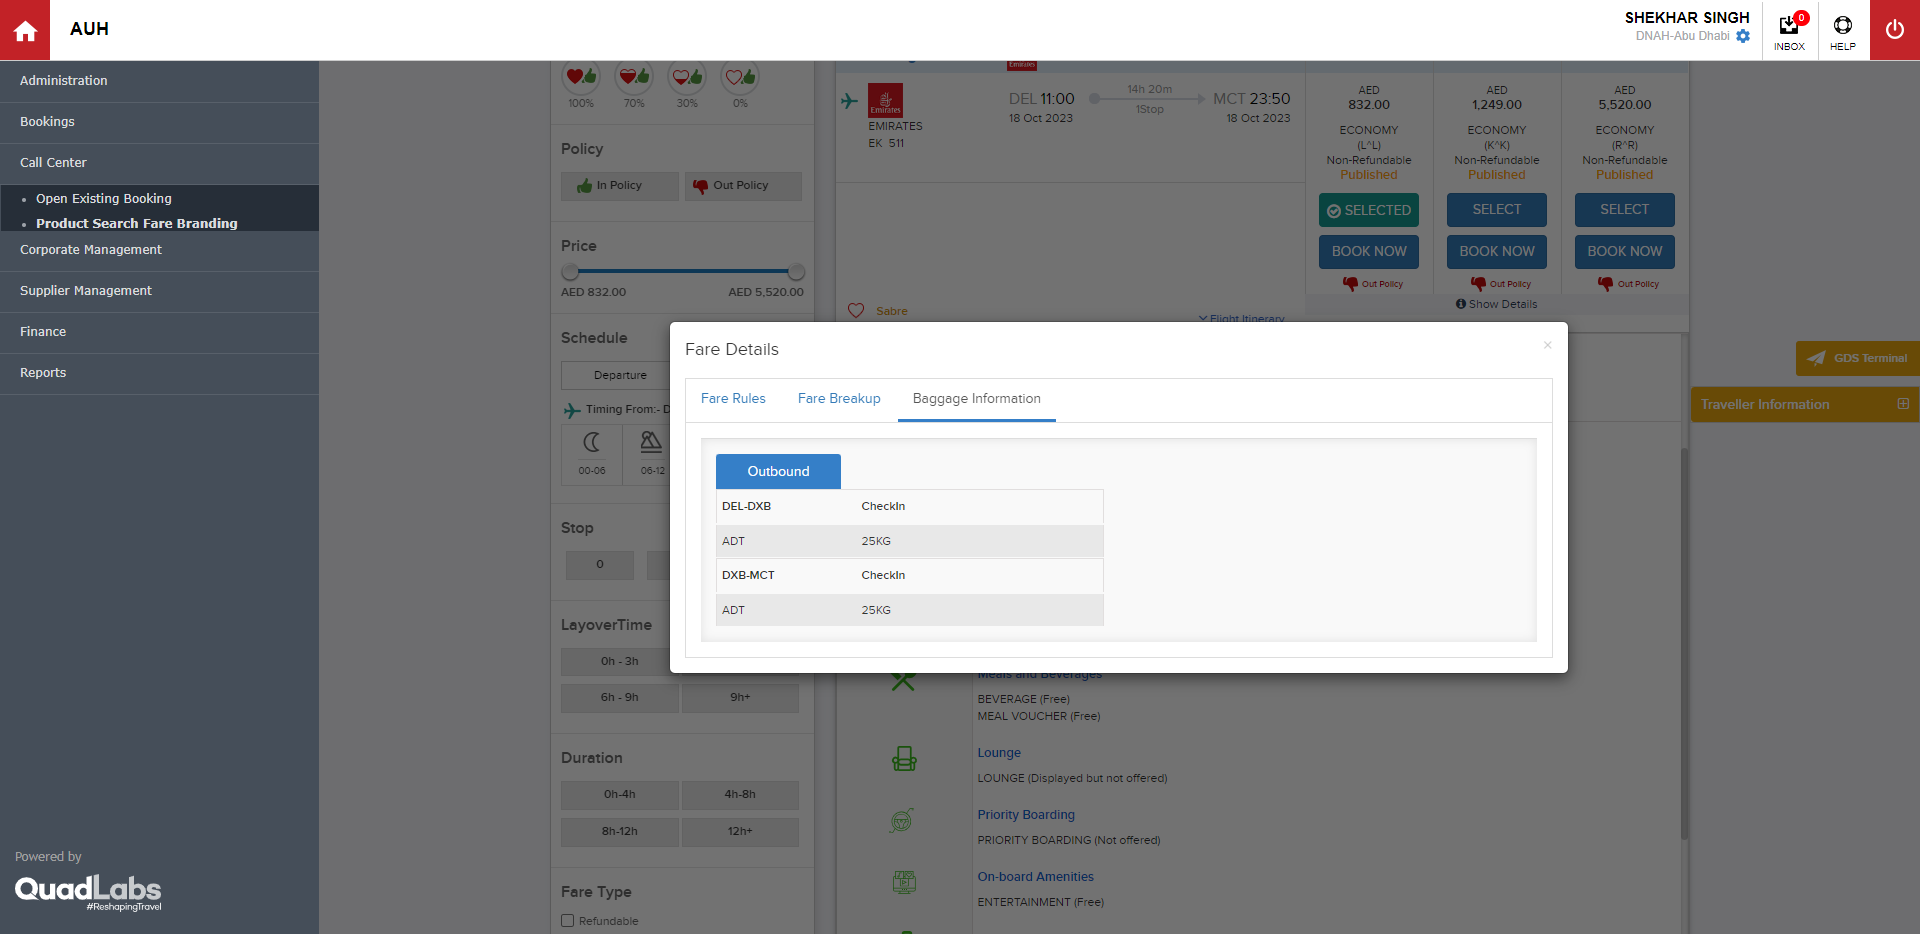 AUH
SHEKHAR SINGH
DNAH-Abu Dhabi
0
INBOX
HELP
Administration
Bookings
Call Center
Open Existing Booking
Product Search Fare Branding
Corporate Management
Supplier Management
Finance
Reports
Powered by
QuadLabs
#ReshapingTravel
100%
70%
30%
0%
Policy
In Policy
Out Policy
Price
AED 832.00
AED 5,520.00
Schedule
Departure
Timing From:- D
00-06
06-12
Stop
0
LayoverTime
0h - 3h
6h - 9h
9h+
Duration
0h-4h
4h-8h
8h-12h
12h+
Fare Type
Refundable
Emirates
Emirates
EMIRATES
EK 511
DEL 11:00
18 Oct 2023
14h 20m
1Stop
MCT 23:50
18 Oct 2023
AED
832.00
ECONOMY
(L^L)
Non-Refundable
Published
SELECTED
BOOK NOW
Out Policy
AED
1,249.00
ECONOMY
(K^K)
Non-Refundable
Published
SELECT
BOOK NOW
Out Policy
AED
5,520.00
ECONOMY
(R^R)
Non-Refundable
Published
SELECT
BOOK NOW
Out Policy
Show Details
Sabre
Flight Itinerary
GDS Terminal
Traveller Information
Fare Details
×
Fare Rules
Fare Breakup
Baggage Information
Outbound
DEL-DXB CheckIn
ADT 25KG
DXB-MCT CheckIn
ADT 25KG
Meals and Beverages
BEVERAGE (Free)
MEAL VOUCHER (Free)
Lounge
LOUNGE (Displayed but not offered)
Priority Boarding
PRIORITY BOARDING (Not offered)
On-board Amenities
ENTERTAINMENT (Free)